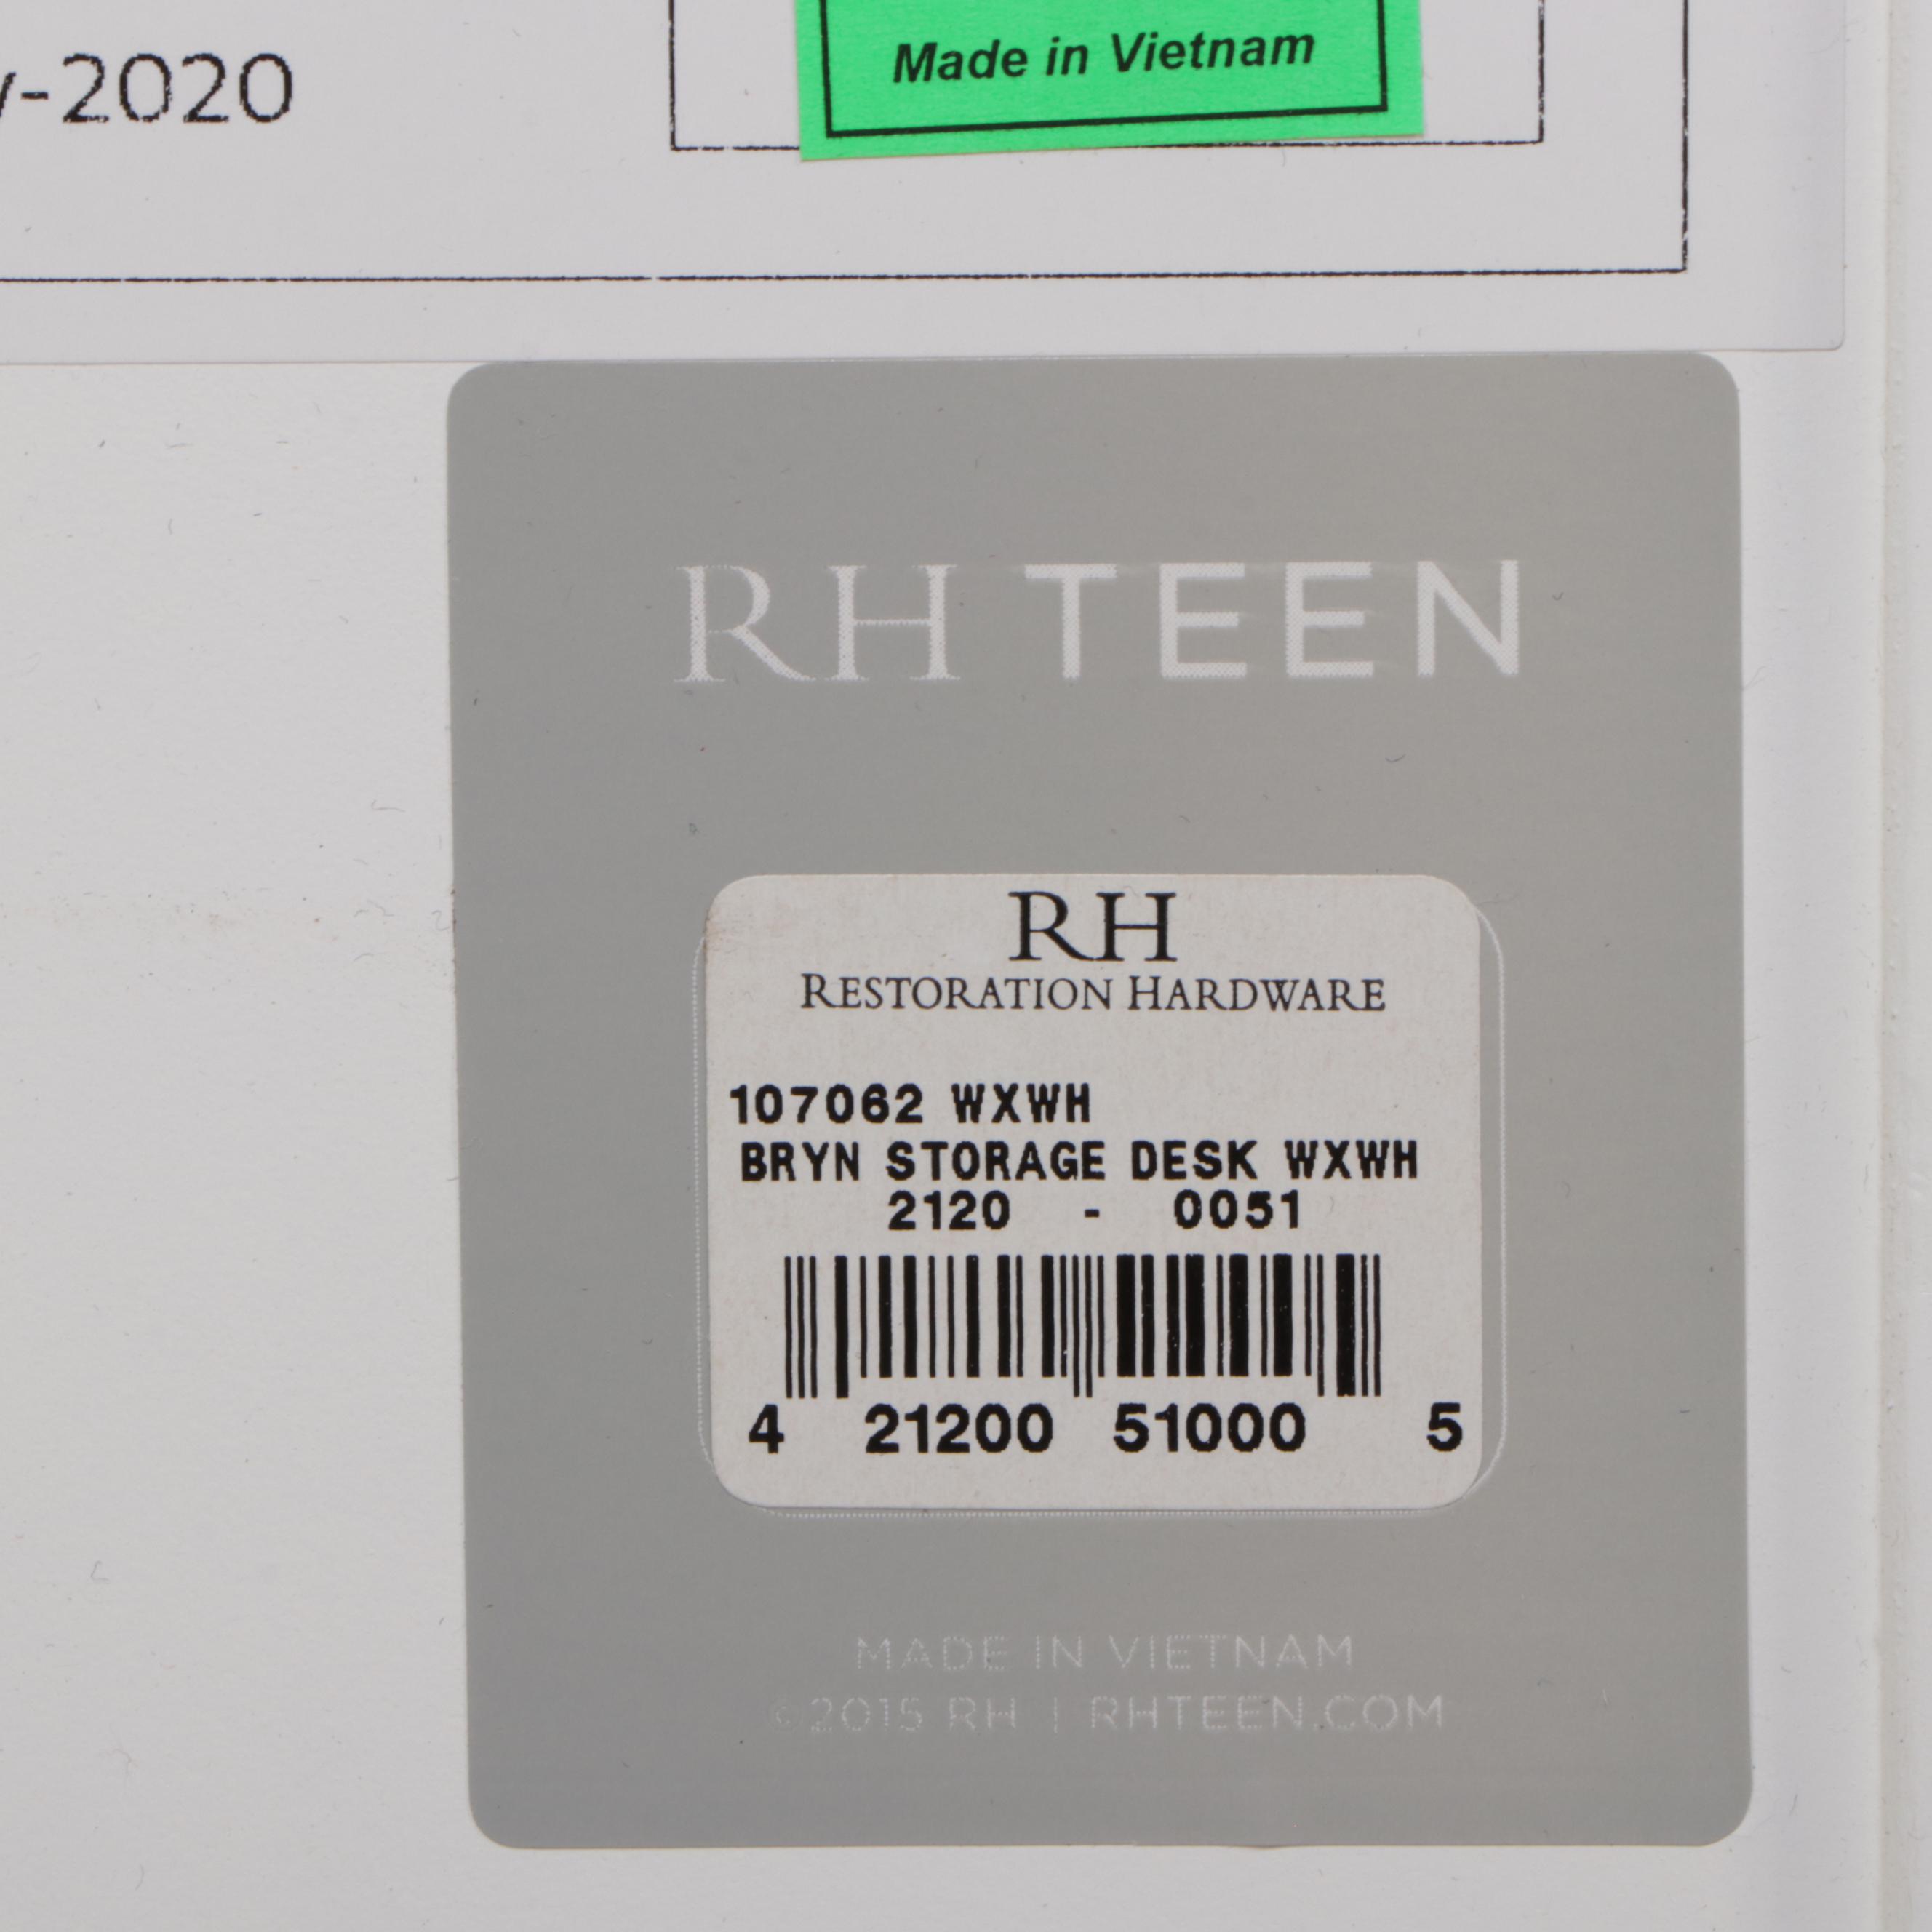 Made in Vietnam
-2020
RH TEEN
RH
RESTORATION HARDWARE
107062 WXWH
BRYN STORAGE DESK WXWH
2120 - 0051
4 21200 51000 5
MADE IN VIETNAM
©2015 RH | RHTEEN.COM